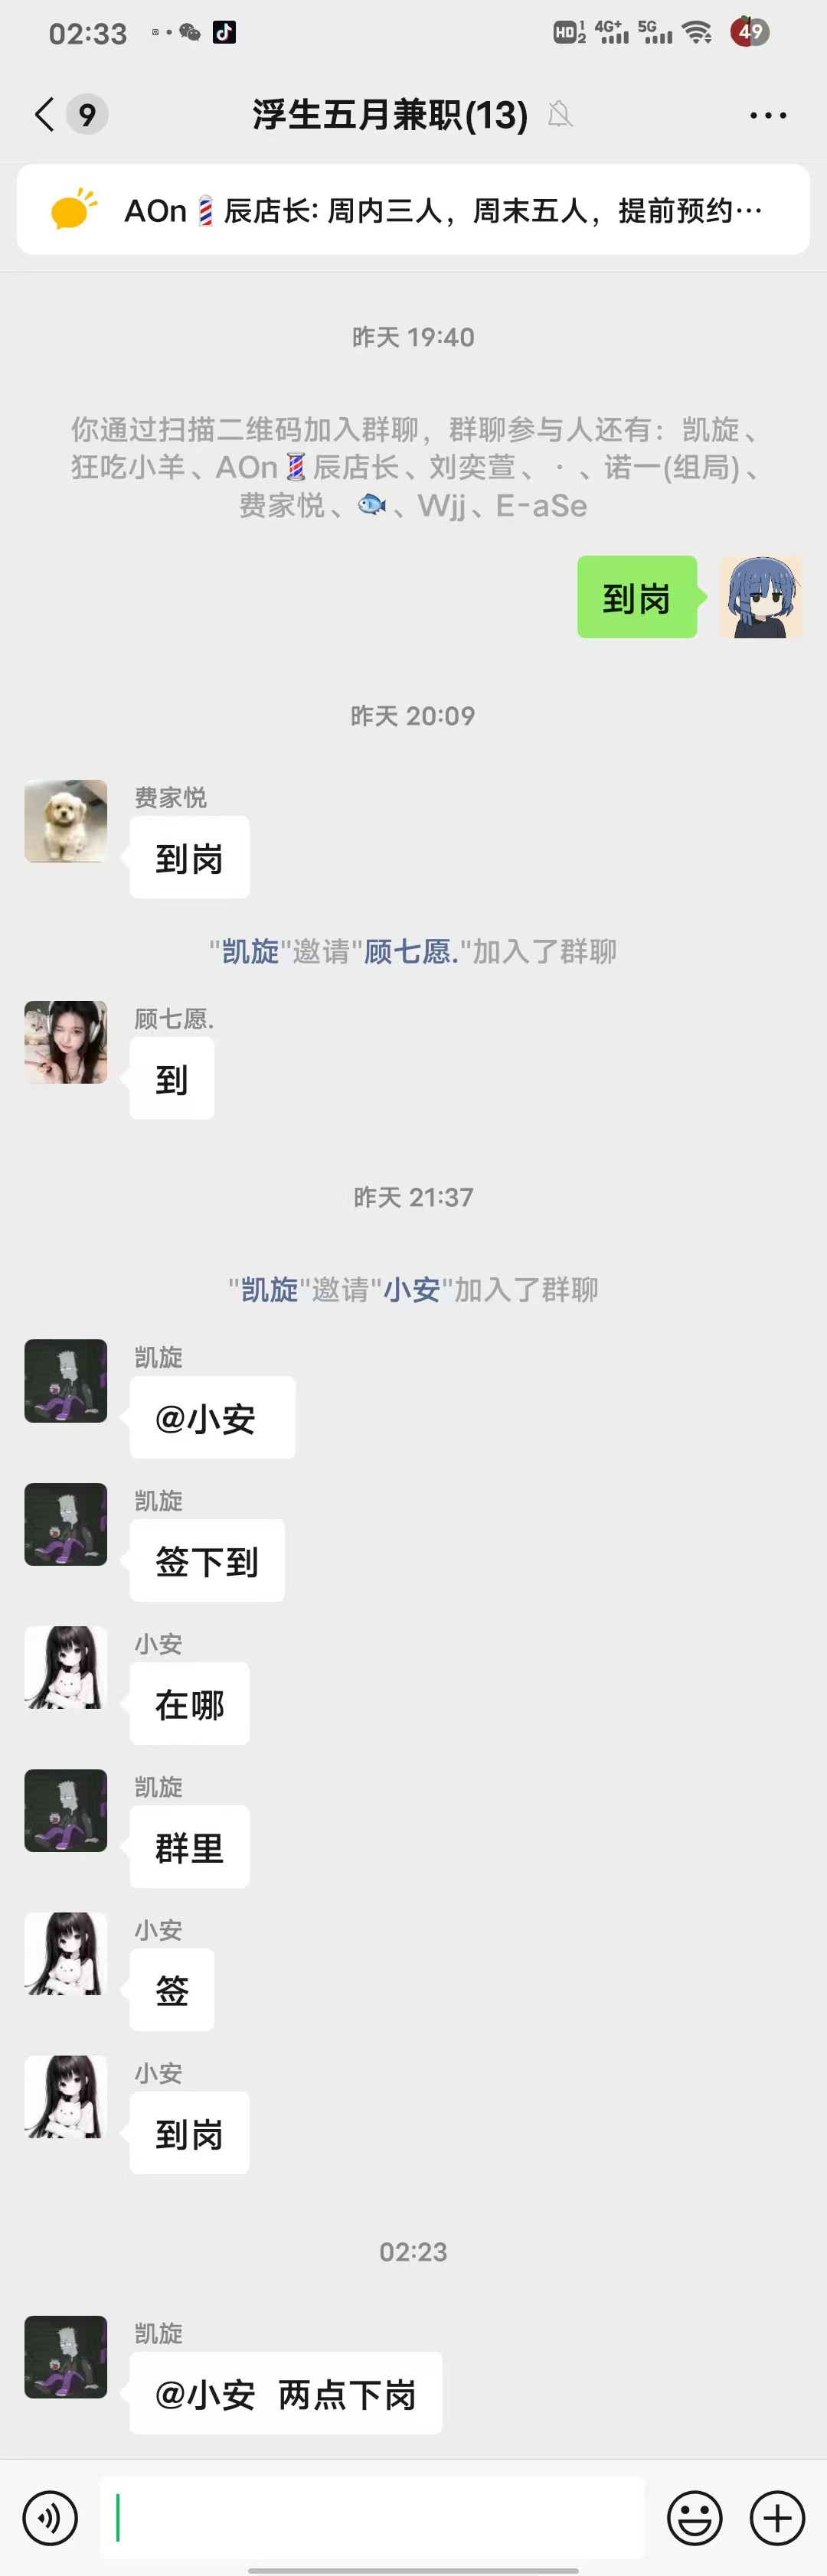 02:33
HD 1 2 4G+ 5G 49
9
浮生五月兼职(13)
AOn💈辰店长: 周内三人，周末五人，提前预约…
昨天 19:40
你通过扫描二维码加入群聊，群聊参与人还有：凯旋、
狂吃小羊、AOn💈辰店长、刘奕萱、·、诺一(组局)、
费家悦、🐟、Wjj、E-aSe
到岗
昨天 20:09
费家悦
到岗
"凯旋"邀请"顾七愿."加入了群聊
顾七愿.
到
昨天 21:37
"凯旋"邀请"小安"加入了群聊
凯旋
@小安
凯旋
签下到
小安
在哪
凯旋
群里
小安
签
小安
到岗
02:23
凯旋
@小安 两点下岗